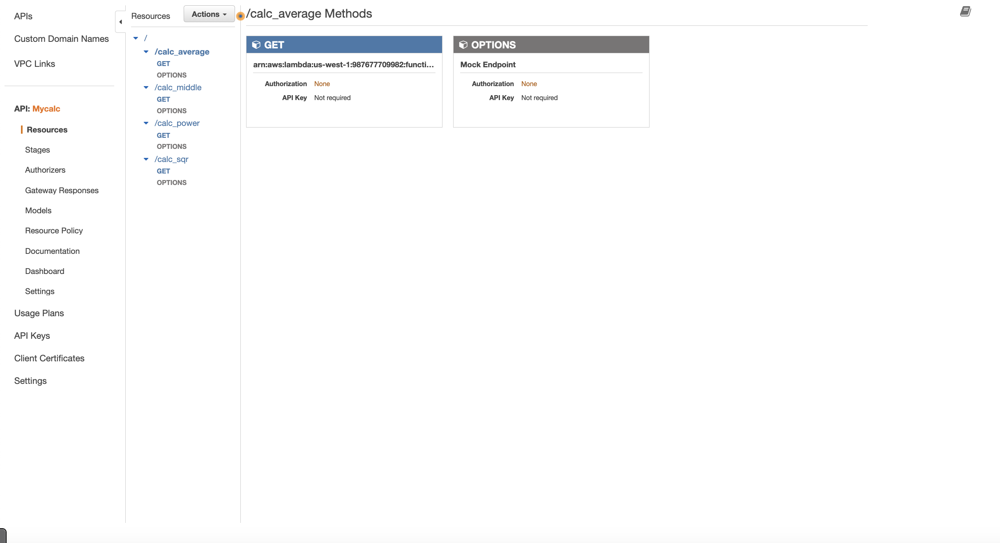 APIs
Custom Domain Names
VPC Links
API: Mycalc
Resources
Stages
Authorizers
Gateway Responses
Models
Resource Policy
Documentation
Dashboard
Settings
Usage Plans
API Keys
Client Certificates
Settings
Resources
Actions
/
/calc_average
GET
OPTIONS
/calc_middle
GET
OPTIONS
/calc_power
GET
OPTIONS
/calc_sqr
GET
OPTIONS
/calc_average Methods
GET
arn:aws:lambda:us-west-1:987677709982:functi...
Authorization None
API Key Not required
OPTIONS
Mock Endpoint
Authorization None
API Key Not required